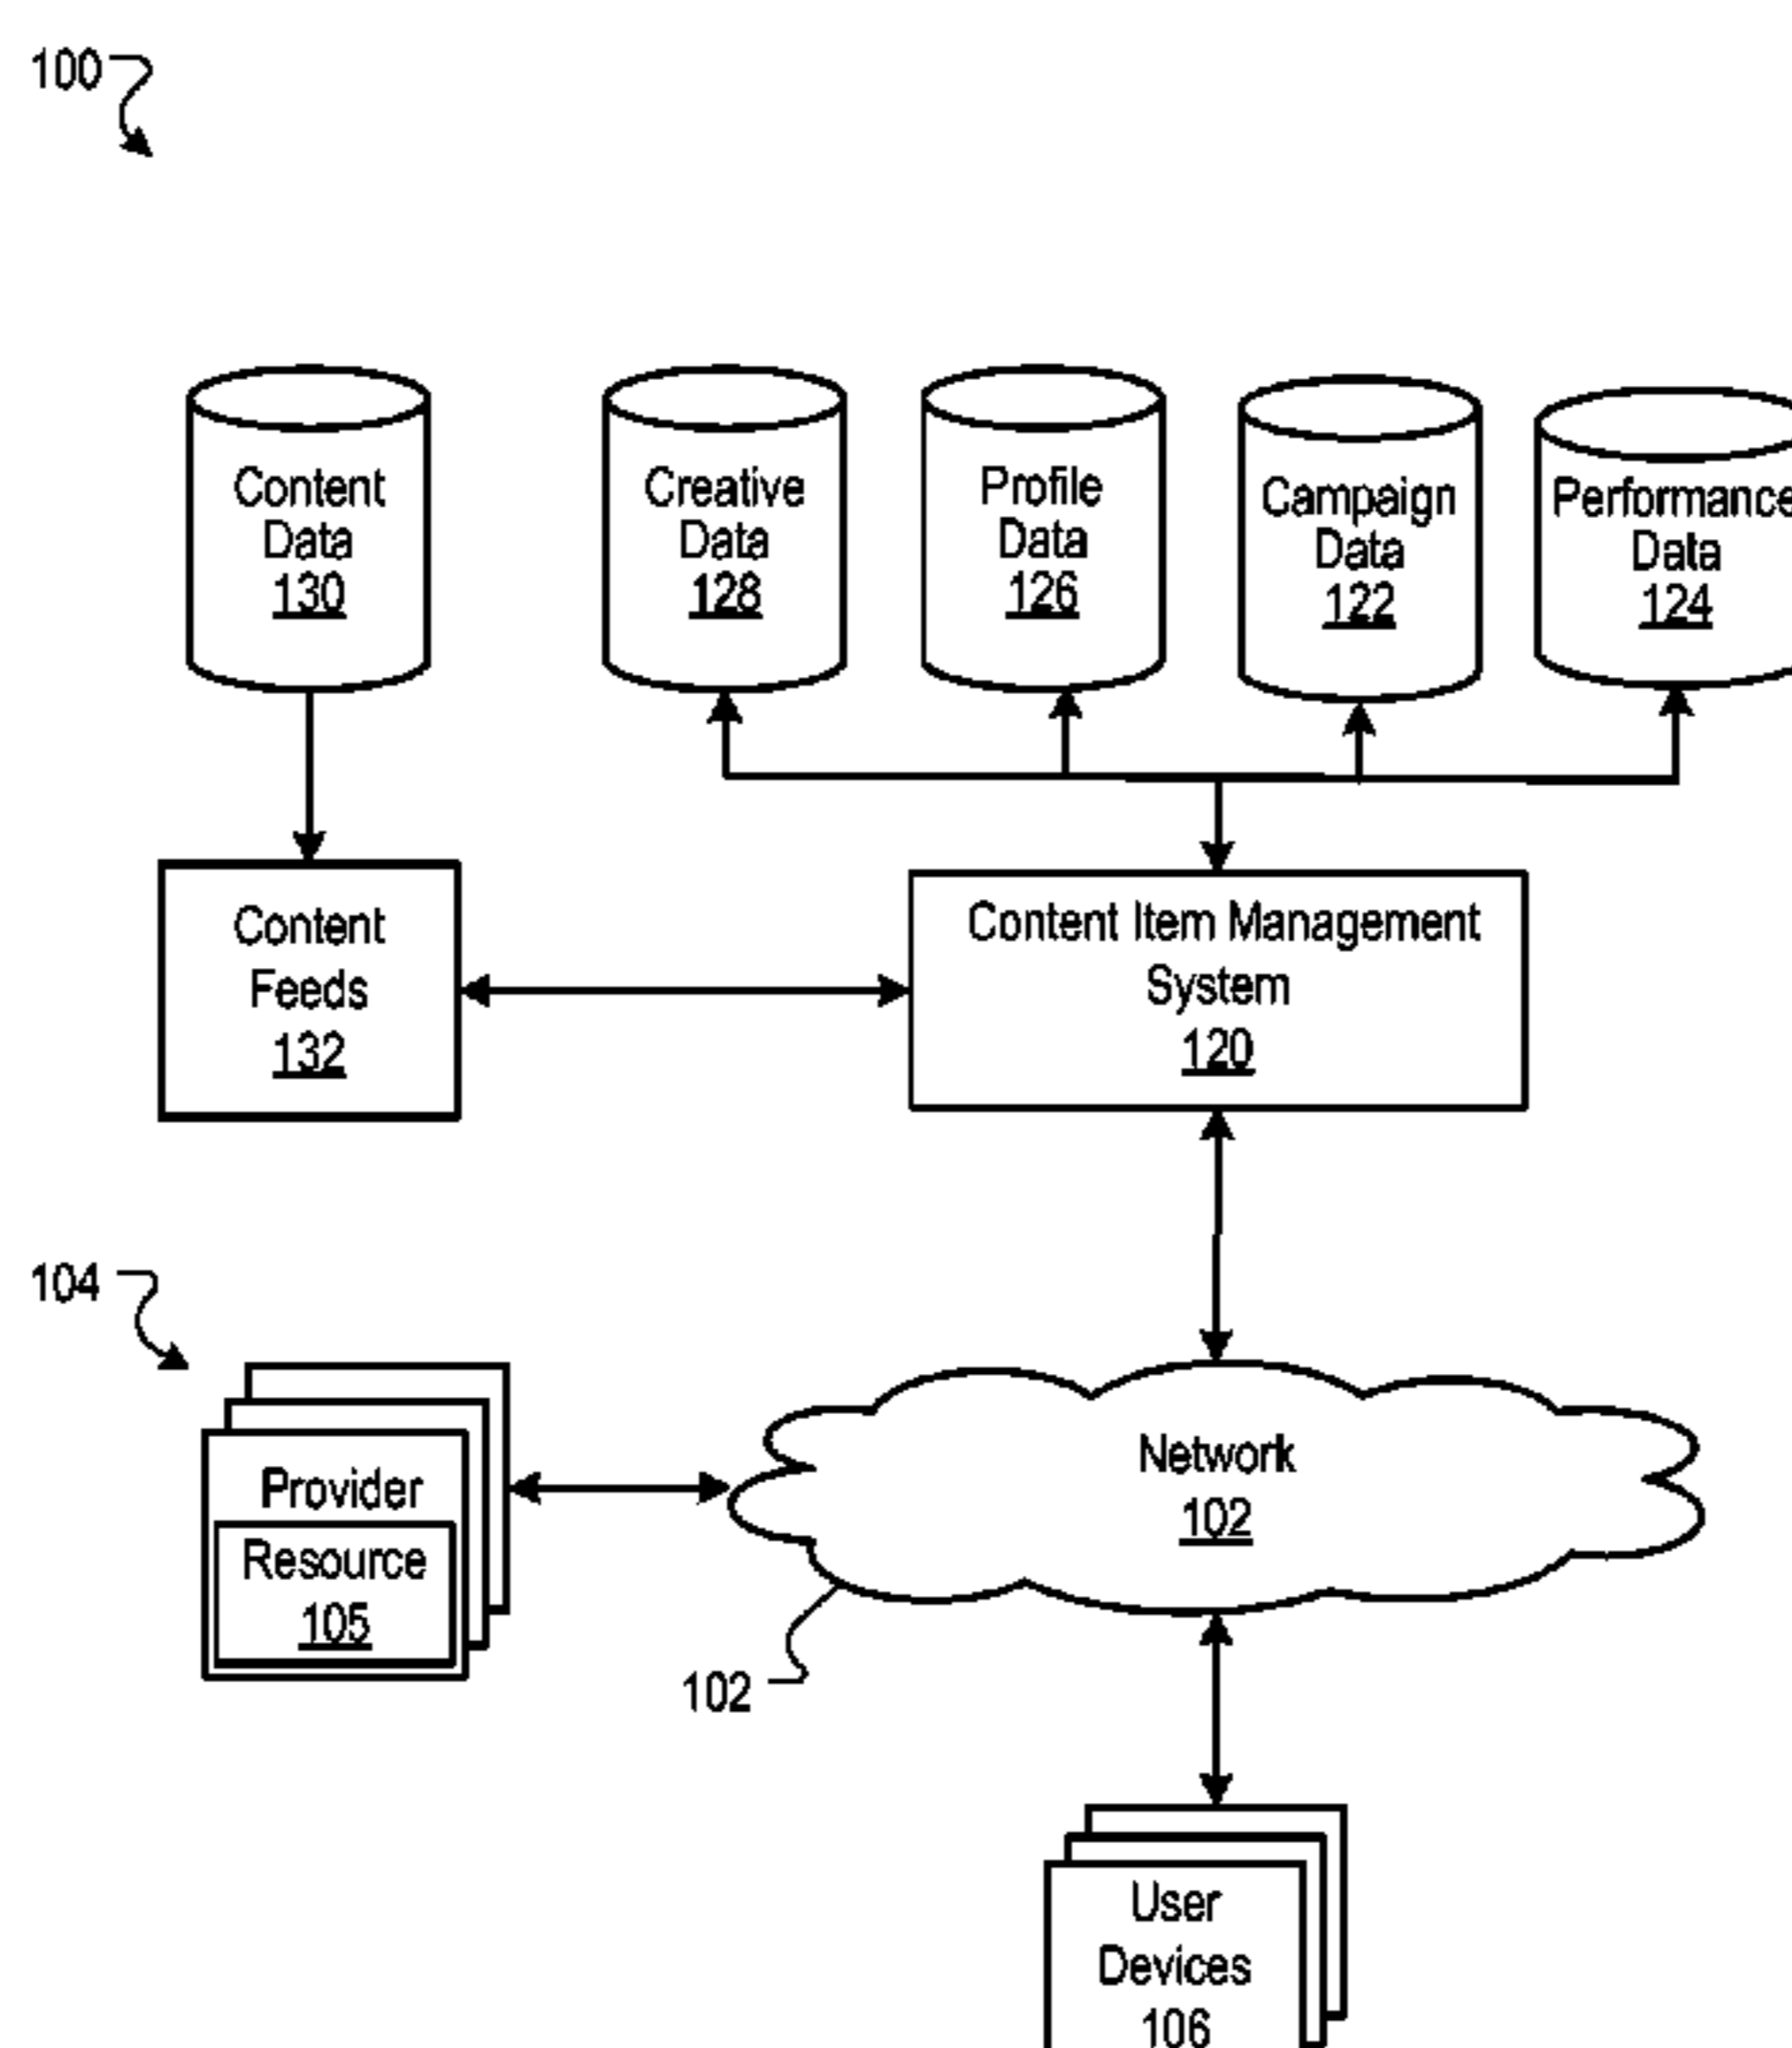 100
Content
Data
130
Creative
Data
128
Profile
Data
126
Campaign
Data
122
Performance
Data
124
Content
Feeds
132
Content Item Management
System
120
104
Provider
Resource
105
Network
102
102
User
Devices
106